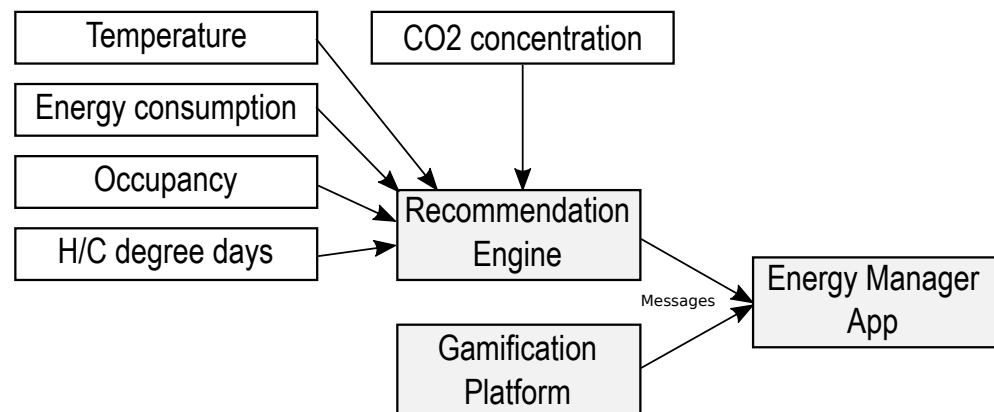 Temperature
CO2 concentration
Energy consumption
Occupancy
H/C degree days
Recommendation
Engine
Messages
Energy Manager
App
Gamification
Platform